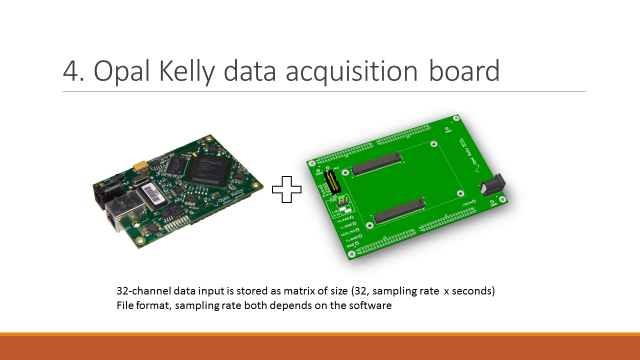 4. Opal Kelly data acquisition board
32-channel data input is stored as matrix of size (32, sampling rate x seconds)
File format, sampling rate both depends on the software